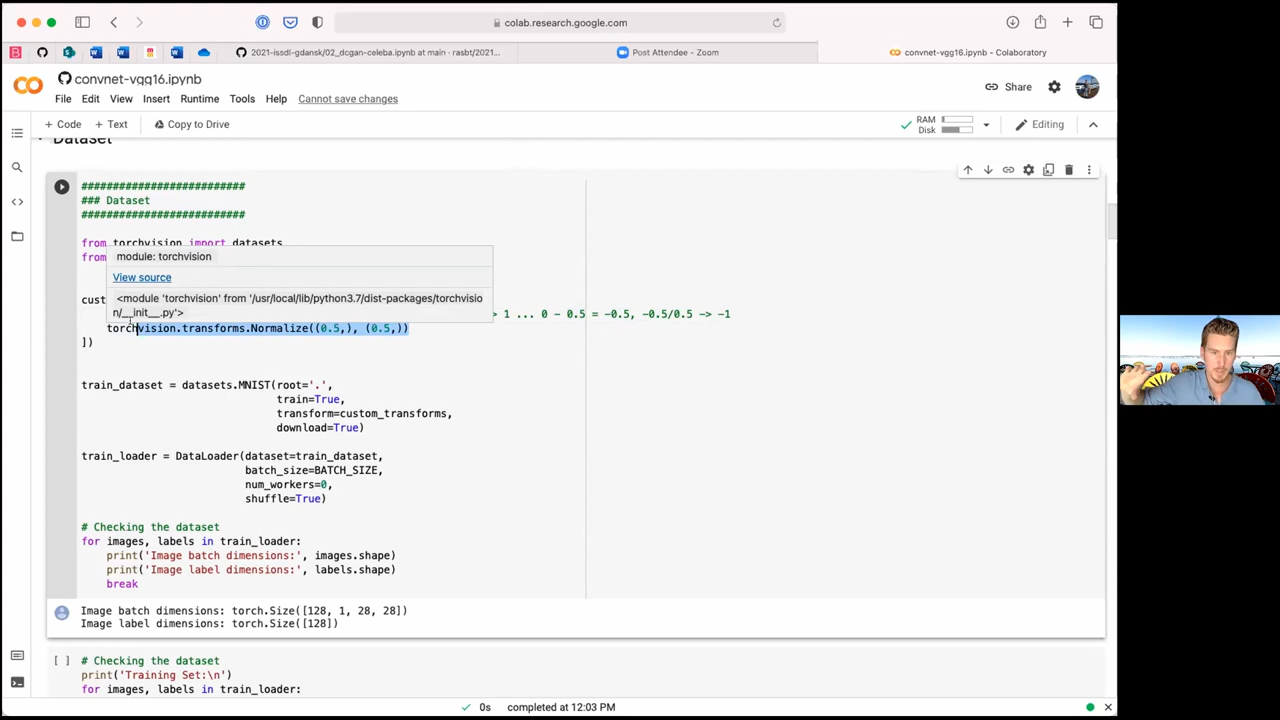 colab.research.google.com
2021-issdl-gdansk/02_dcgan-celeba.ipynb at main · rasbt/2021...
Post Attendee - Zoom
convnet-vgg16.ipynb - Colaboratory
convnet-vgg16.ipynb
File Edit View Insert Runtime Tools Help Cannot save changes
Share
+ Code + Text Copy to Drive
RAM
Disk
Editing
Dataset
##########################
### Dataset
##########################
from torchvision import datasets
from
module: torchvision
View source
<module 'torchvision' from '/usr/local/lib/python3.7/dist-packages/torchvisio
n/__init__.py'>
cust
> 1 ... 0 - 0.5 = -0.5, -0.5/0.5 -> -1
torchvision.transforms.Normalize((0.5,), (0.5,))
])
train_dataset = datasets.MNIST(root='.',
train=True,
transform=custom_transforms,
download=True)
train_loader = DataLoader(dataset=train_dataset,
batch_size=BATCH_SIZE,
num_workers=0,
shuffle=True)
# Checking the dataset
for images, labels in train_loader:
print('Image batch dimensions:', images.shape)
print('Image label dimensions:', labels.shape)
break
Image batch dimensions: torch.Size([128, 1, 28, 28])
Image label dimensions: torch.Size([128])
[ ] # Checking the dataset
print('Training Set:\n')
for images, labels in train_loader:
0s completed at 12:03 PM